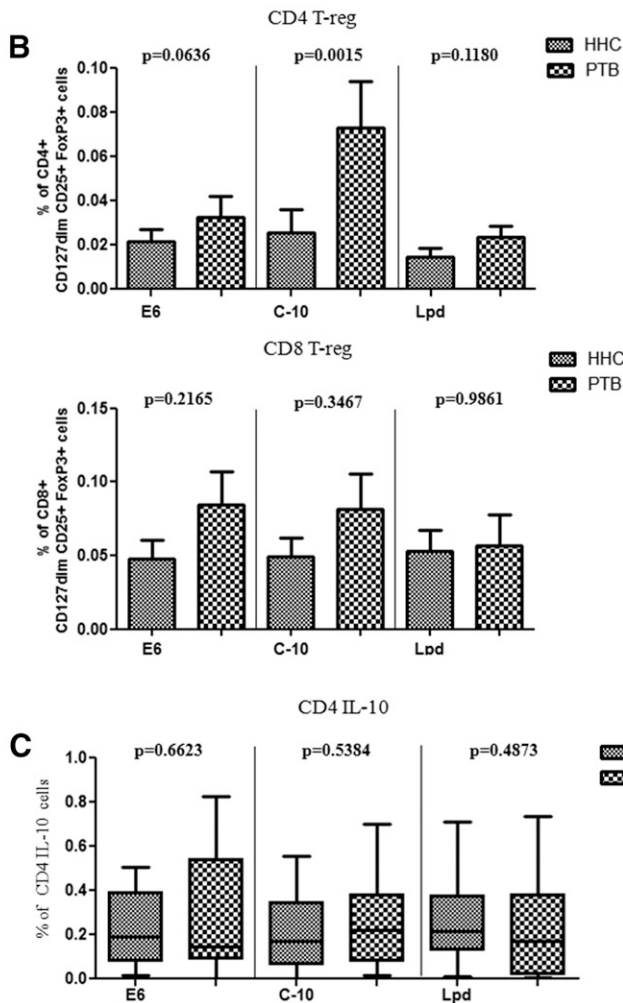 CD4 T-reg
B
HHC
PTB
p=0.0636 p=0.0015 p=0.1180
% of CD4+
CD127dlm CD25+ FoxP3+ cells
0.10
0.08
0.06
0.04
0.02
0.00
E6 C-10 Lpd
CD8 T-reg
HHC
PTB
p=0.2165 p=0.3467 p=0.9861
% of CD8+
CD127dlm CD25+ FoxP3+ cells
0.15
0.10
0.05
0.00
E6 C-10 Lpd
CD4 IL-10
C
p=0.6623 p=0.5384 p=0.4873
% of CD4 IL-10 cells
1.0
0.8
0.6
0.4
0.2
0.0
E6 C-10 Lpd